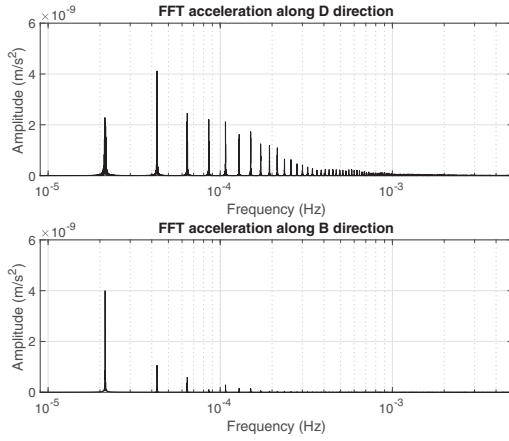 FFT acceleration along D direction
×10⁻⁹
6
4
2
0
Amplitude (m/s²)
10⁻⁵ 10⁻⁴ 10⁻³
Frequency (Hz)
FFT acceleration along B direction
×10⁻⁹
6
4
2
0
Amplitude (m/s²)
10⁻⁵ 10⁻⁴ 10⁻³
Frequency (Hz)